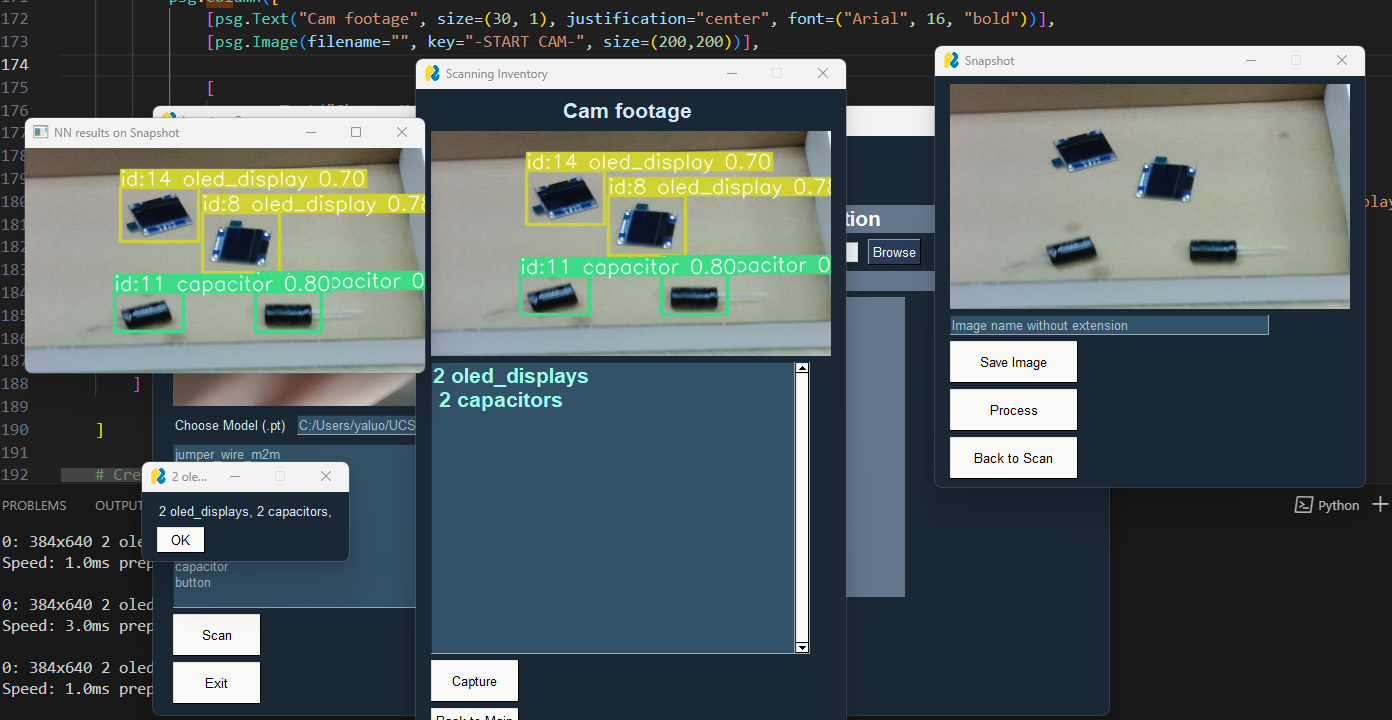 171
psg.Column([
172 [psg.Text("Cam footage", size=(30, 1), justification="center", font=("Arial", 16, "bold"))],
173 [psg.Image(filename="", key="-START CAM-", size=(200,200))],
174
175 [
176
177
178
179
180
181
182
183
184
185
186
187
188 ]
189
190 ]
191
192 # Cre
PROBLEMS OUTPU
Python
0: 384x640 2 ole
Speed: 1.0ms prep
0: 384x640 2 oled
Speed: 3.0ms prep
0: 384x640 2 oled
Speed: 1.0ms prep
NN results on Snapshot
id:14 oled_display 0.70
id:8 oled_display 0.78
id:11 capacitor 0.80pacitor 0
Choose Model (.pt) C:/Users/yaluo/UCS
jumper_wire_m2m
capacitor
button
Scan
Exit
2 ole...
2 oled_displays, 2 capacitors,
OK
Scanning Inventory
Cam footage
id:14 oled_display 0.70
id:8 oled_display 0.78
id:11 capacitor 0.80pacitor 0
2 oled_displays
2 capacitors
Capture
Back to Main
tion
Browse
play
Snapshot
Image name without extension
Save Image
Process
Back to Scan